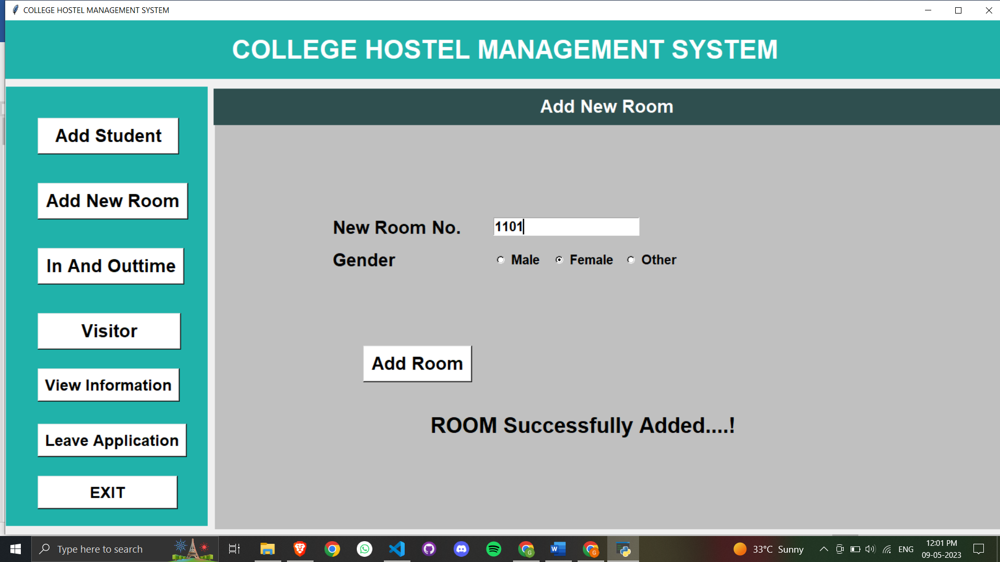 COLLEGE HOSTEL MANAGEMENT SYSTEM
COLLEGE HOSTEL MANAGEMENT SYSTEM
Add Student
Add New Room
In And Outtime
Visitor
View Information
Leave Application
EXIT
Add New Room
New Room No. 1101
Gender Male Female Other
Add Room
ROOM Successfully Added....!
Type here to search
33°C Sunny
ENG
12:01 PM
09-05-2023